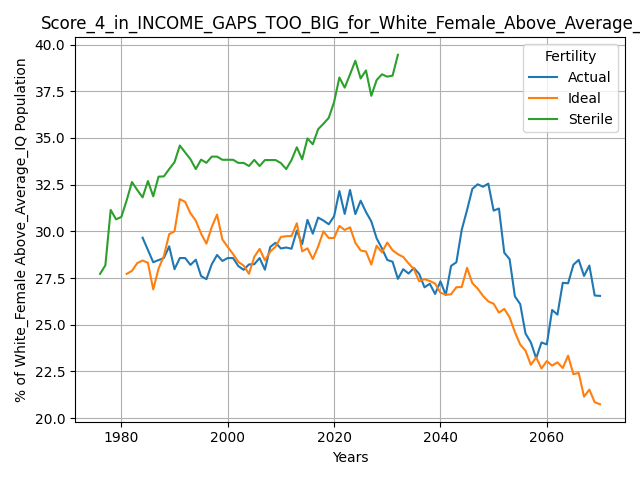 Score_4_in_INCOME_GAPS_TOO_BIG_for_White_Female_Above_Average_
% of White_Female Above_Average_IQ Population
40.0
37.5
35.0
32.5
30.0
27.5
25.0
22.5
20.0
Fertility
Actual
Ideal
Sterile
1980
2000
2020
2040
2060
Years